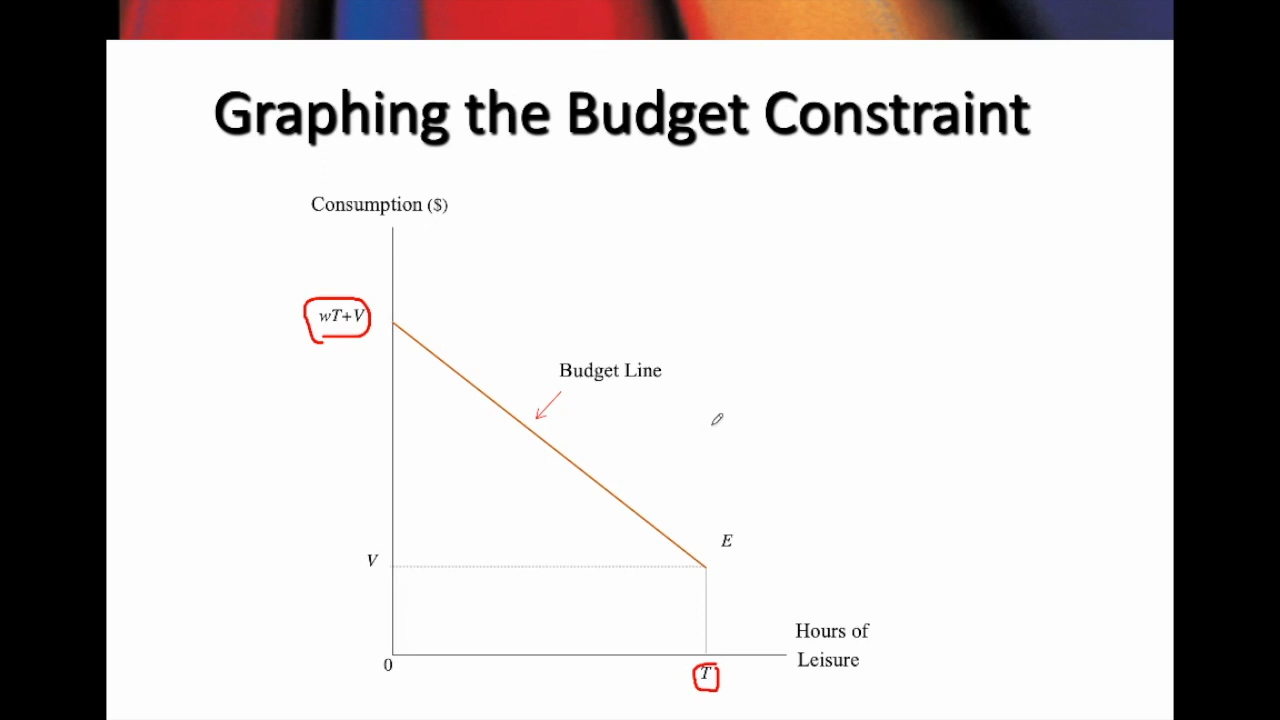 Graphing the Budget Constraint
Consumption ($)
wT+V
Budget Line
E
V
Hours of
Leisure
0
T